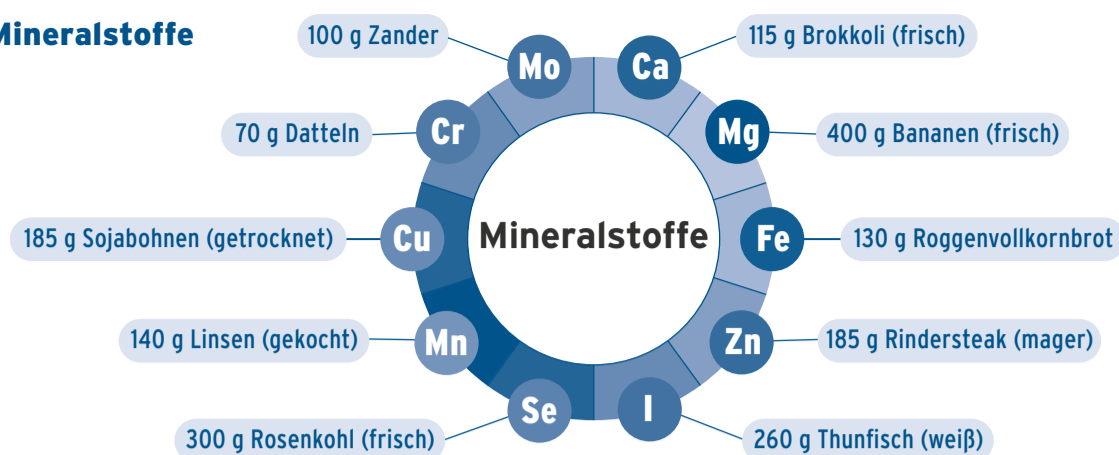 Mineralstoffe
100 g Zander
Mo
Ca
115 g Brokkoli (frisch)
70 g Datteln
Cr
Mg
400 g Bananen (frisch)
185 g Sojabohnen (getrocknet)
Cu
Mineralstoffe
Fe
130 g Roggenvollkornbrot
140 g Linsen (gekocht)
Mn
Zn
185 g Rindersteak (mager)
300 g Rosenkohl (frisch)
Se
I
260 g Thunfisch (weiß)